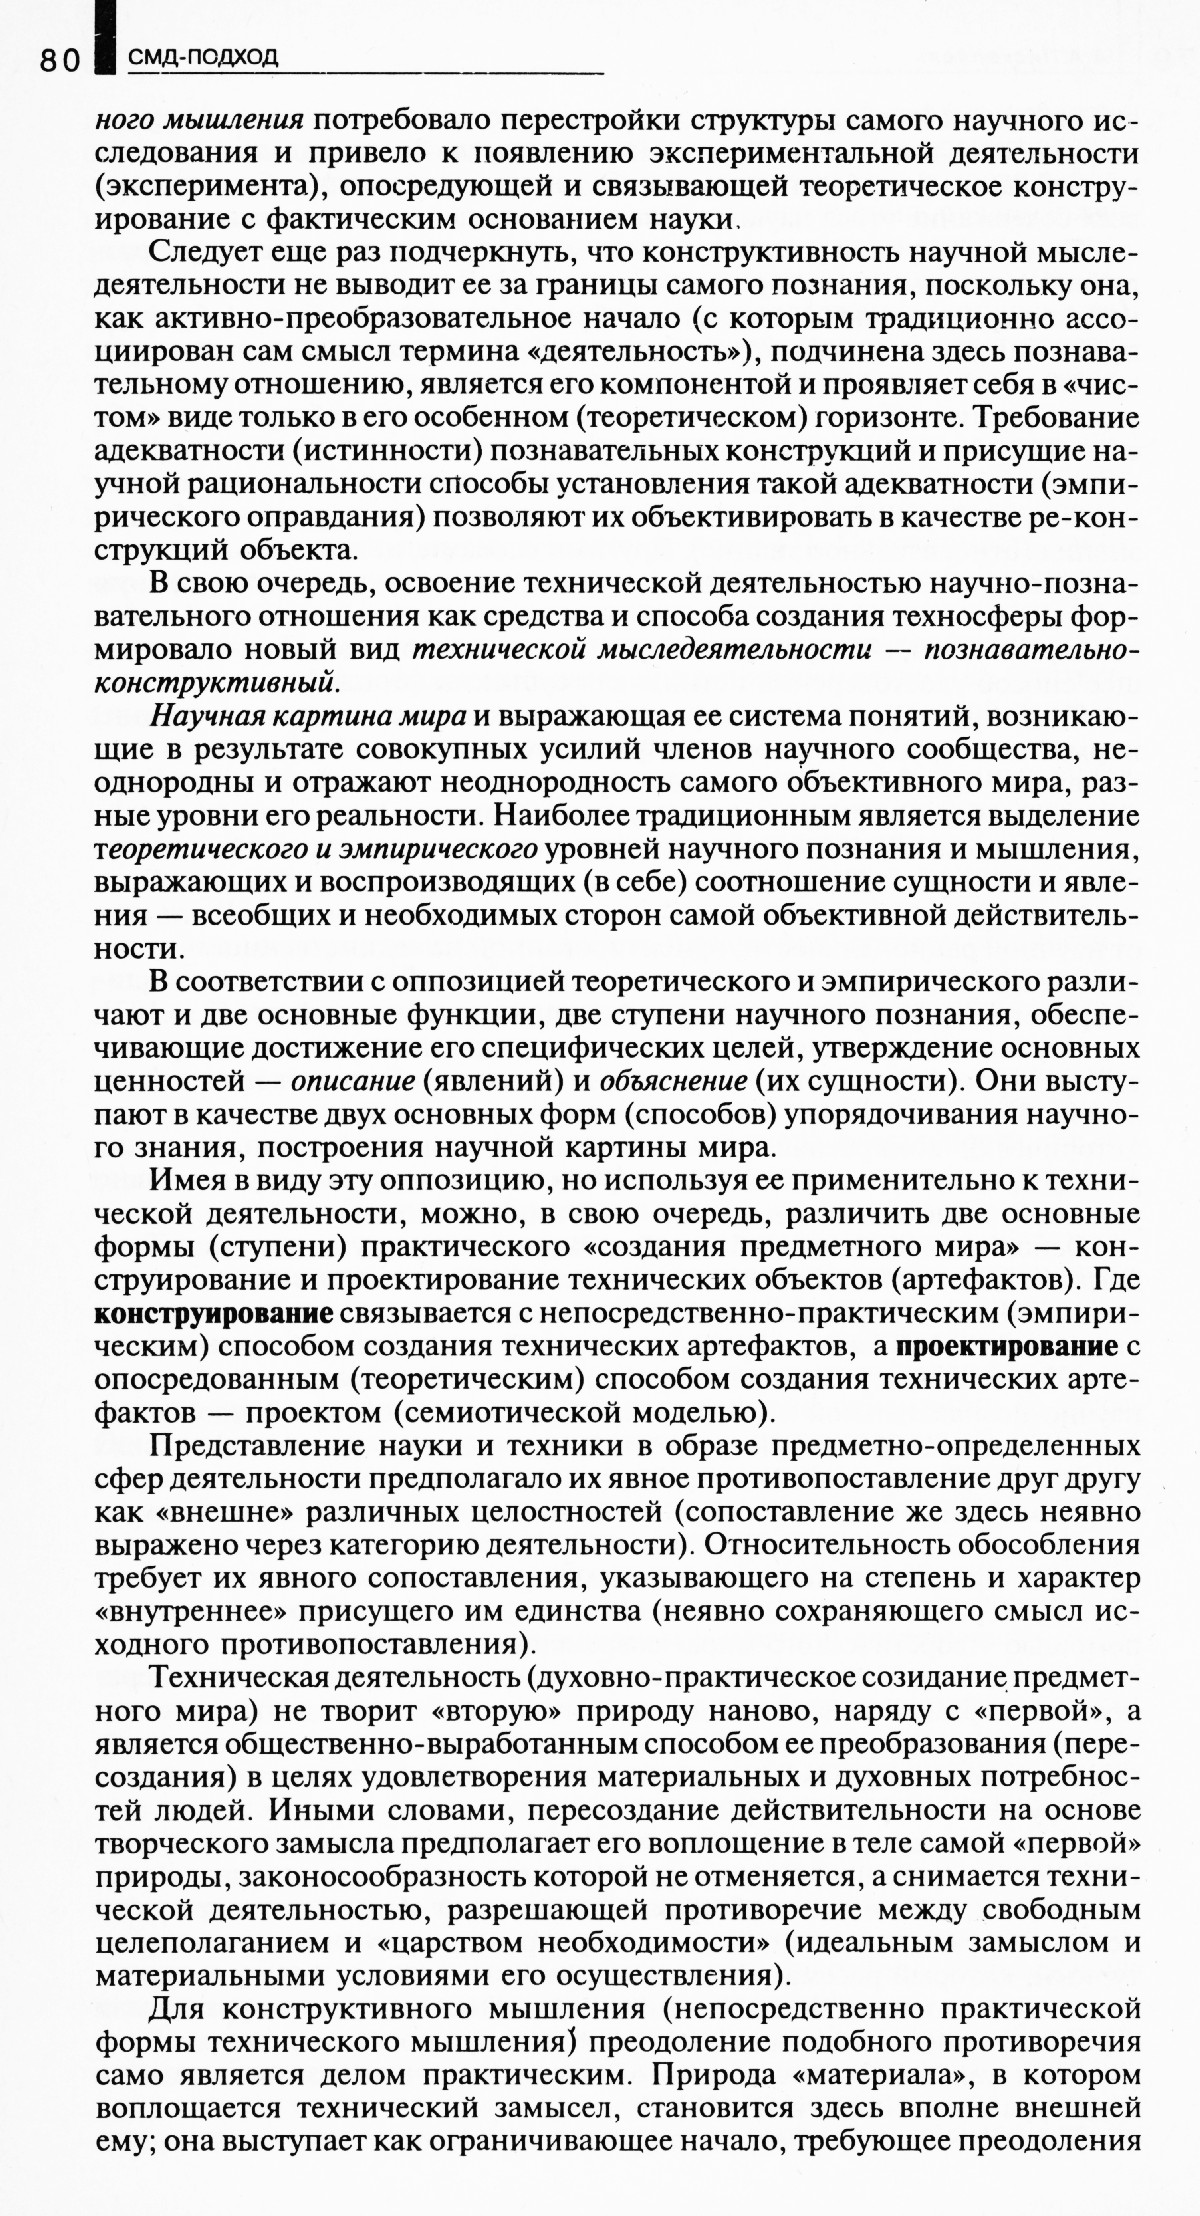 80 СМД-ПОДХОД
ного мышления потребовало перестройки структуры самого научного ис-
следования и привело к появлению экспериментальной деятельности
(эксперимента), опосредующей и связывающей теоретическое констру-
ирование с фактическим основанием науки.
Следует еще раз подчеркнуть, что конструктивность научной мысле-
деятельности не выводит ее за границы самого познания, поскольку она,
как активно-преобразовательное начало (с которым традиционно ассо-
циирован сам смысл термина «деятельность»), подчинена здесь познава-
тельному отношению, является его компонентой и проявляет себя в «чис-
том» виде только в его особенном (теоретическом) горизонте. Требование
адекватности (истинности) познавательных конструкций и присущие на-
учной рациональности способы установления такой адекватности (эмпи-
рического оправдания) позволяют их объективировать в качестве ре-кон-
струкций объекта.
В свою очередь, освоение технической деятельностью научно-позна-
вательного отношения как средства и способа создания техносферы фор-
мировало новый вид технической мыследеятельности — познавательно-
конструктивный.
Научная картина мира и выражающая ее система понятий, возникаю-
щие в результате совокупных усилий членов научного сообщества, не-
однородны и отражают неоднородность самого объективного мира, раз-
ные уровни его реальности. Наиболее традиционным является выделение
теоретического и эмпирического уровней научного познания и мышления,
выражающих и воспроизводящих (в себе) соотношение сущности и явле-
ния — всеобщих и необходимых сторон самой объективной действитель-
ности.
В соответствии с оппозицией теоретического и эмпирического разли-
чают и две основные функции, две ступени научного познания, обеспе-
чивающие достижение его специфических целей, утверждение основных
ценностей — описание (явлений) и объяснение (их сущности). Они высту-
пают в качестве двух основных форм (способов) упорядочивания научно-
го знания, построения научной картины мира.
Имея в виду эту оппозицию, но используя ее применительно к техни-
ческой деятельности, можно, в свою очередь, различить две основные
формы (ступени) практического «создания предметного мира» — кон-
струирование и проектирование технических объектов (артефактов). Где
конструирование связывается с непосредственно-практическим (эмпири-
ческим) способом создания технических артефактов, а проектирование с
опосредованным (теоретическим) способом создания технических арте-
фактов — проектом (семиотической моделью).
Представление науки и техники в образе предметно-определенных
сфер деятельности предполагало их явное противопоставление друг другу
как «внешне» различных целостностей (сопоставление же здесь неявно
выражено через категорию деятельности). Относительность обособления
требует их явного сопоставления, указывающего на степень и характер
«внутреннее» присущего им единства (неявно сохраняющего смысл ис-
ходного противопоставления).
Техническая деятельность (духовно-практическое созидание предмет-
ного мира) не творит «вторую» природу наново, наряду с «первой», а
является общественно-выработанным способом ее преобразования (пере-
создания) в целях удовлетворения материальных и духовных потребнос-
тей людей. Иными словами, пересоздание действительности на основе
творческого замысла предполагает его воплощение в теле самой «первой»
природы, законосообразность которой не отменяется, а снимается техни-
ческой деятельностью, разрешающей противоречие между свободным
целеполаганием и «царством необходимости» (идеальным замыслом и
материальными условиями его осуществления).
Для конструктивного мышления (непосредственно практической
формы технического мышления) преодоление подобного противоречия
само является делом практическим. Природа «материала», в котором
воплощается технический замысел, становится здесь вполне внешней
ему; она выступает как ограничивающее начало, требующее преодоления